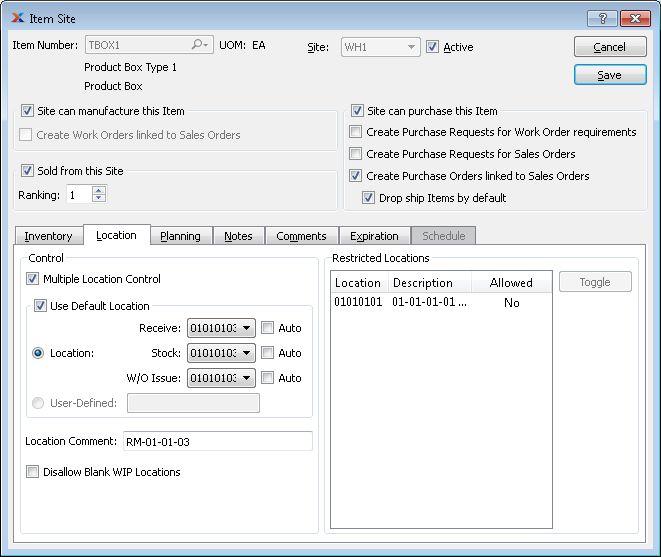 Item Site
Item Number: TBOX1 UOM: EA Site: WH1 Active Cancel
Product Box Type 1
Product Box
Save
Site can manufacture this Item
Create Work Orders linked to Sales Orders
Site can purchase this Item
Create Purchase Requests for Work Order requirements
Create Purchase Requests for Sales Orders
Create Purchase Orders linked to Sales Orders
Drop ship Items by default
Sold from this Site
Ranking: 1
Inventory Location Planning Notes Comments Expiration Schedule
Control
Multiple Location Control
Use Default Location
Receive: 01010103 Auto
Location: Stock: 01010103 Auto
W/O Issue: 01010103 Auto
User-Defined:
Location Comment: RM-01-01-03
Disallow Blank WIP Locations
Restricted Locations
Location Description Allowed
01010101 01-01-01-01 ... No
Toggle